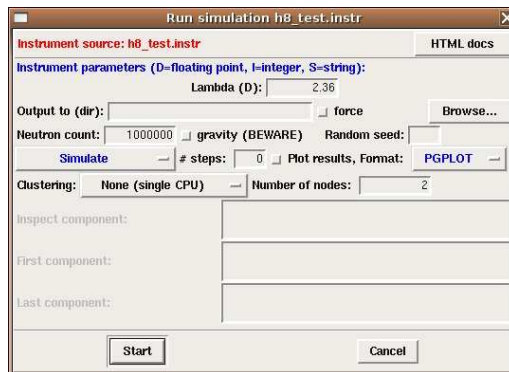 Run simulation h8_test.instr
Instrument source: h8_test.instr HTML docs
Instrument parameters (D=floating point, I=integer, S=string):
Lambda (D): 2.36
Output to (dir): force Browse...
Neutron count: 1000000 gravity (BEWARE) Random seed:
Simulate # steps: 0 Plot results, Format: PGPLOT
Clustering: None (single CPU) Number of nodes: 2
Inspect component:
First component:
Last component:
Start Cancel